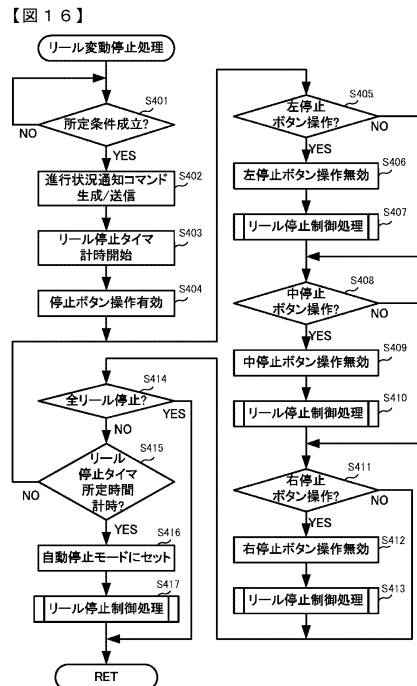 【図１６】
リール変動停止処理
S401
所定条件成立?
NO
YES
進行状況通知コマンド
生成/送信
S402
リール停止タイマ
計時開始
S403
停止ボタン操作有効
S404
左停止
ボタン操作?
S405
NO
YES
左停止ボタン操作無効
S406
リール停止制御処理
S407
中停止
ボタン操作?
S408
NO
YES
中停止ボタン操作無効
S409
リール停止制御処理
S410
右停止
ボタン操作?
S411
NO
YES
右停止ボタン操作無効
S412
リール停止制御処理
S413
全リール停止?
S414
YES
NO
リール
停止タイマ
所定時間
計時?
S415
NO
YES
自動停止モードにセット
S416
リール停止制御処理
S417
RET